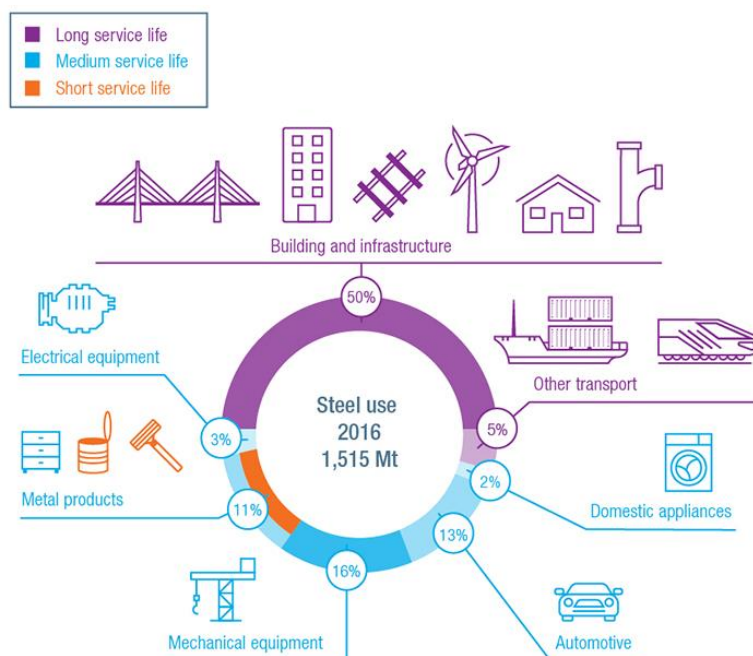 Long service life
Medium service life
Short service life
Building and infrastructure
50%
Electrical equipment
3%
Other transport
5%
Steel use
2016
1,515 Mt
Metal products
11%
Domestic appliances
2%
13%
16%
Mechanical equipment
Automotive